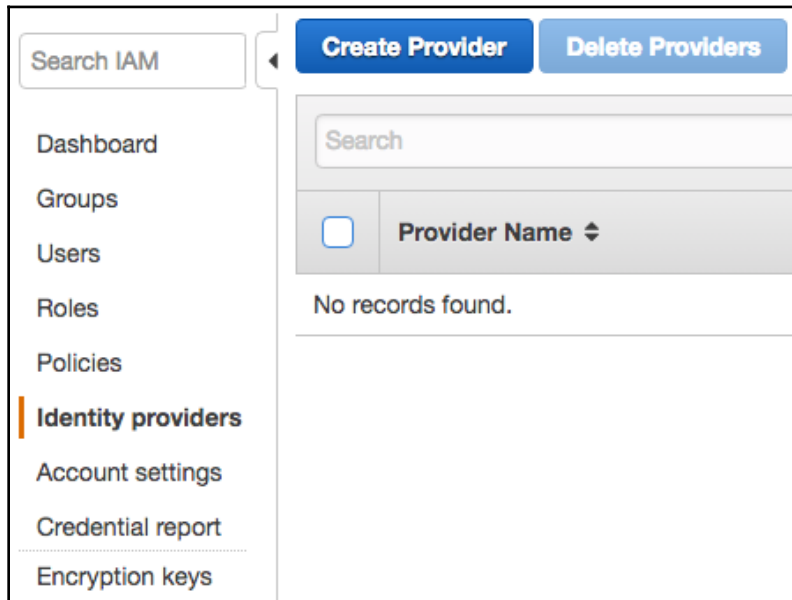 Search IAM
Dashboard
Groups
Users
Roles
Policies
Identity providers
Account settings
Credential report
Encryption keys
Create Provider
Delete Providers
Search
Provider Name
No records found.